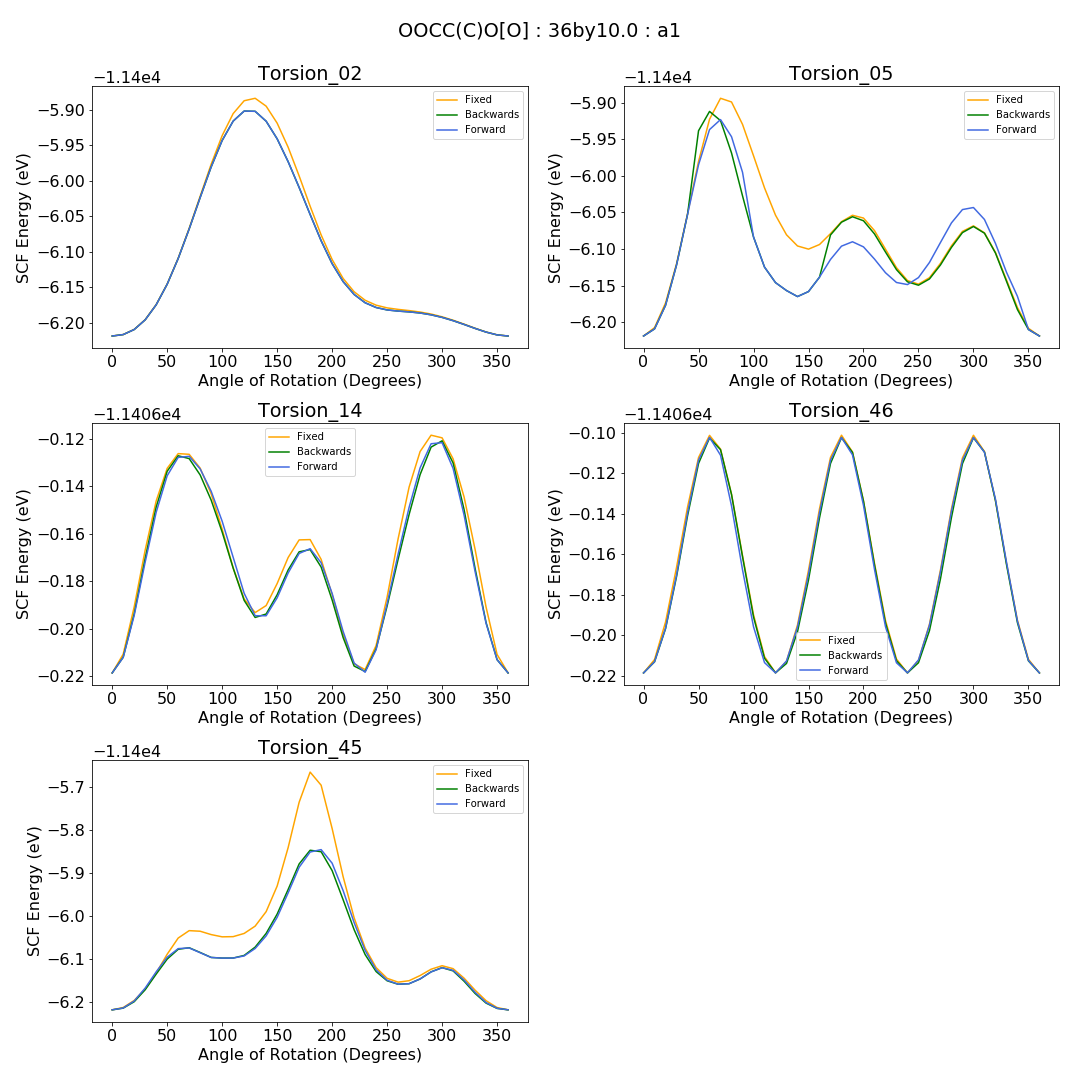 OOCC(C)O[O] : 36by10.0 : a1
Torsion_02
−1.14e4
SCF Energy (eV)
−5.90
−5.95
−6.00
−6.05
−6.10
−6.15
−6.20
0 50 100 150 200 250 300 350
Angle of Rotation (Degrees)
Fixed
Backwards
Forward
Torsion_05
−1.14e4
SCF Energy (eV)
−5.90
−5.95
−6.00
−6.05
−6.10
−6.15
−6.20
0 50 100 150 200 250 300 350
Angle of Rotation (Degrees)
Fixed
Backwards
Forward
Torsion_14
−1.1406e4
SCF Energy (eV)
−0.12
−0.14
−0.16
−0.18
−0.20
−0.22
0 50 100 150 200 250 300 350
Angle of Rotation (Degrees)
Fixed
Backwards
Forward
Torsion_46
−1.1406e4
SCF Energy (eV)
−0.10
−0.12
−0.14
−0.16
−0.18
−0.20
−0.22
0 50 100 150 200 250 300 350
Angle of Rotation (Degrees)
Fixed
Backwards
Forward
Torsion_45
−1.14e4
SCF Energy (eV)
−5.7
−5.8
−5.9
−6.0
−6.1
−6.2
0 50 100 150 200 250 300 350
Angle of Rotation (Degrees)
Fixed
Backwards
Forward